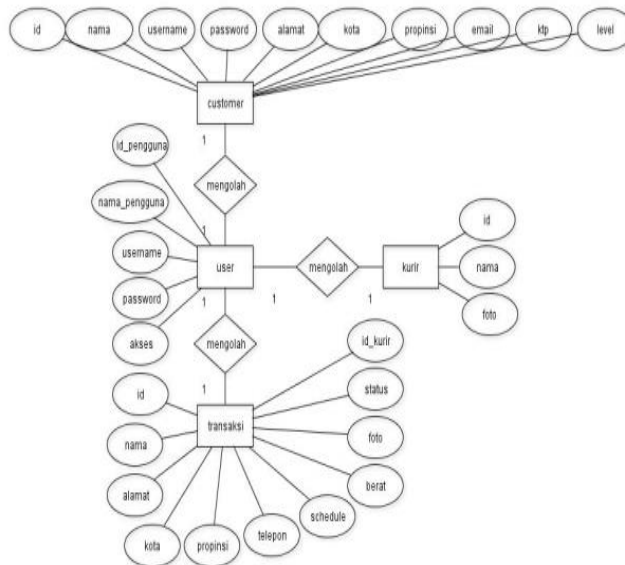 id
nama
username
password
alamat
kota
propinsi
email
ktp
level
customer
1
id_pengguna
mengolah
nama_pengguna
1
username
user
mengolah
kurir
id
nama
foto
password
1
1
1
akses
mengolah
id_kurir
id
1
status
nama
transaksi
foto
alamat
berat
kota
propinsi
telepon
schedule